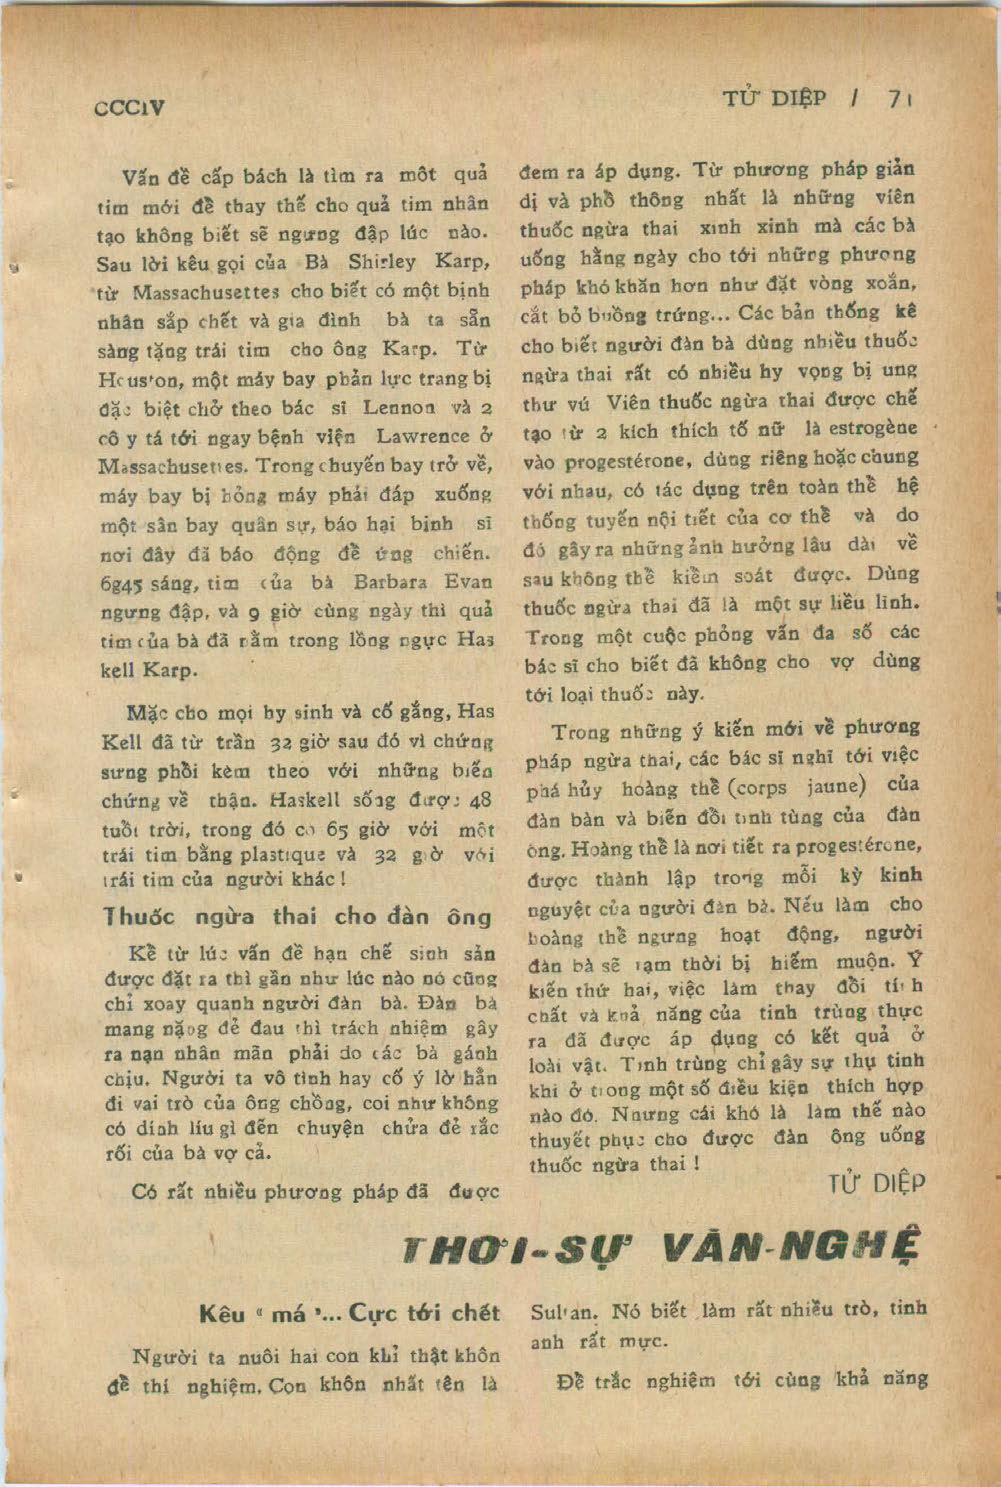 CCCIV
TỬ DIỆP / 71
Vấn đề cấp bách là tìm ra một quả
tim mới để thay thế cho quả tim nhân
tạo không biết sẽ ngưng đập lúc nào.
Sau lời kêu gọi của Bà Shirley Karp,
từ Massachusettes cho biết có một bịnh
nhân sắp chết và gia đình bà ta sẵn
sàng tặng trái tim cho ông Karp. Từ
Houston, một máy bay phản lực trang bị
đặc biệt chở theo bác sĩ Lennon và 2
cô y tá tới ngay bệnh viện Lawrence ở
Massachusettes. Trong chuyến bay trở về,
máy bay bị hỏng máy phải đáp xuống
một sân bay quân sự, báo hại binh sĩ
nơi đây đã báo động để ứng chiến.
6g45 sáng, tim của bà Barbara Evan
ngưng đập, và 9 giờ cùng ngày thì quả
tim của bà đã nằm trong lồng ngực Has
kell Karp.
Mặc cho mọi hy sinh và cố gắng, Has
Kell đã từ trần 32 giờ sau đó vì chứng
sưng phổi kèm theo với những biến
chứng về thận. Haskell sống được 48
tuổi trời, trong đó có 65 giờ với một
trái tim bằng plastique và 32 giờ với
trái tim của người khác !
Thuốc ngừa thai cho đàn ông
Kể từ lúc vấn đề hạn chế sinh sản
được đặt ra thì gần như lúc nào nó cũng
chỉ xoay quanh người đàn bà. Đàn bà
mang nặng đẻ đau thì trách nhiệm gây
ra nạn nhân mãn phải do các bà gánh
chịu. Người ta vô tình hay cố ý lờ hẳn
đi vai trò của ông chồng, coi như không
có dính líu gì đến chuyện chửa đẻ rắc
rối của bà vợ cả.
Có rất nhiều phương pháp đã được
đem ra áp dụng. Từ phương pháp giản
dị và phổ thông nhất là những viên
thuốc ngừa thai xinh xinh mà các bà
uống hằng ngày cho tới những phương
pháp khó khăn hơn như đặt vòng xoắn,
cắt bỏ buồng trứng... Các bản thống kê
cho biết người đàn bà dùng nhiều thuốc
ngừa thai rất có nhiều hy vọng bị ung
thư vú Viên thuốc ngừa thai được chế
tạo từ 2 kích thích tố nữ là estrogène
vào progestérone, dùng riêng hoặc chung
với nhau, có tác dụng trên toàn thể hệ
thống tuyến nội tiết của cơ thể và do
đó gây ra những ảnh hưởng lâu dài về
sau không thể kiểm soát được. Dùng
thuốc ngừa thai đã là một sự liều lĩnh.
Trong một cuộc phỏng vấn đa số các
bác sĩ cho biết đã không cho vợ dùng
tới loại thuốc này.
Trong những ý kiến mới về phương
pháp ngừa thai, các bác sĩ nghĩ tới việc
phá hủy hoàng thể (corps jaune) của
đàn bàn và biến đổi tinh tùng của đàn
ông. Hoàng thể là nơi tiết ra progestérone,
được thành lập trong mỗi kỳ kinh
nguyệt của người đàn bà. Nếu làm cho
hoàng thể ngưng hoạt động, người
đàn bà sẽ tạm thời bị hiếm muộn. Ý
kiến thứ hai, việc làm thay đổi tính
chất và khả năng của tinh trùng thực
ra đã được áp dụng có kết quả ở
loài vật. Tinh trùng chỉ gây sự thụ tinh
khi ở trong một số điều kiện thích hợp
nào đó. Nhưng cái khó là làm thế nào
thuyết phục cho được đàn ông uống
thuốc ngừa thai !
TỬ DIỆP
THỜI-SỰ VĂN-NGHỆ
Kêu “ má ”... Cực tới chết
Người ta nuôi hai con khỉ thật khôn
để thí nghiệm. Con khôn nhất tên là
Sultan. Nó biết làm rất nhiều trò, tinh
anh rất mực.
Để trắc nghiệm tới cùng khả năng